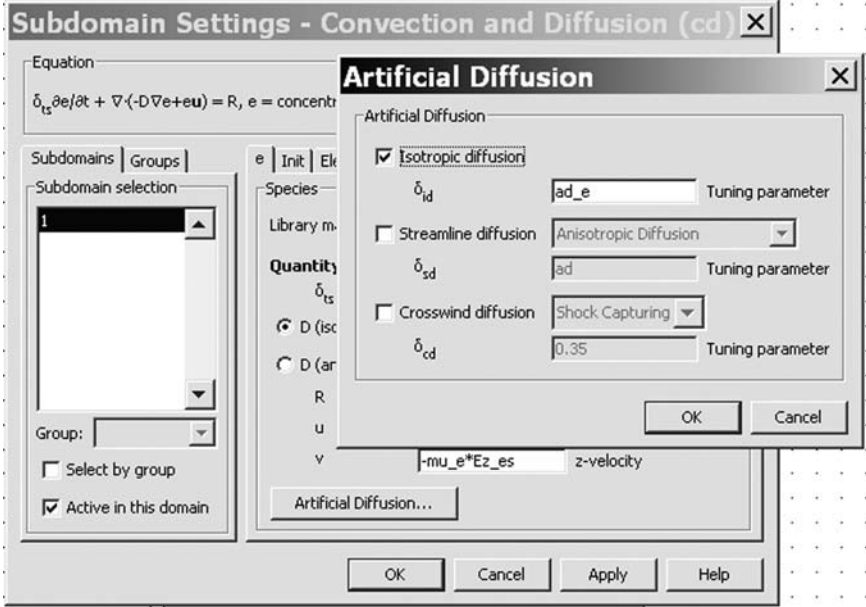 Subdomain Settings - Convection and Diffusion (cd)
Equation
δts∂e/∂t + ∇·(-D∇e+eu) = R, e = concentr
Subdomains Groups
Subdomain selection
1
Group:
Select by group
Active in this domain
e Init Ele
Species
Library m
Quantity
δts
D (iso
D (an
R
u
v -mu_e*Ez_es z-velocity
Artificial Diffusion...
OK Cancel Apply Help
Artificial Diffusion
Artificial Diffusion
Isotropic diffusion
δid ad_e Tuning parameter
Streamline diffusion Anisotropic Diffusion
δsd ad Tuning parameter
Crosswind diffusion Shock Capturing
δcd 0.35 Tuning parameter
OK Cancel